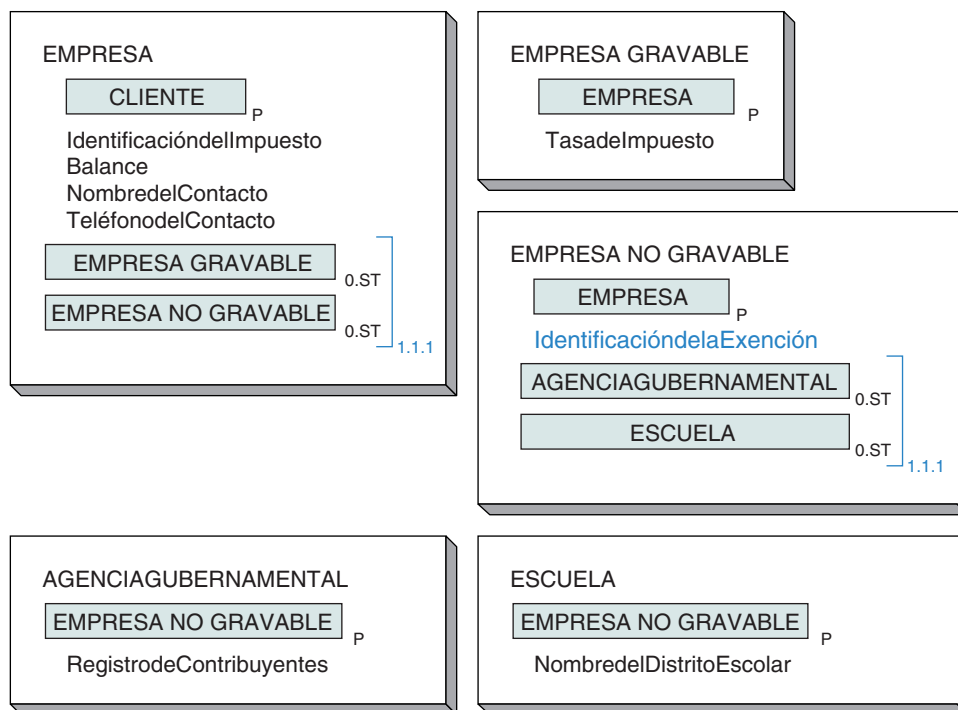 EMPRESA
CLIENTE
P
IdentificacióndelImpuesto
Balance
NombredelContacto
TeléfonodelContacto
EMPRESA GRAVABLE
0.ST
EMPRESA NO GRAVABLE
0.ST
1.1.1
EMPRESA GRAVABLE
EMPRESA
P
TasadeImpuesto
EMPRESA NO GRAVABLE
EMPRESA
P
IdentificacióndelaExención
AGENCIAGUBERNAMENTAL
0.ST
ESCUELA
0.ST
1.1.1
AGENCIAGUBERNAMENTAL
EMPRESA NO GRAVABLE
P
RegistrodeContribuyentes
ESCUELA
EMPRESA NO GRAVABLE
P
NombredelDistritoEscolar